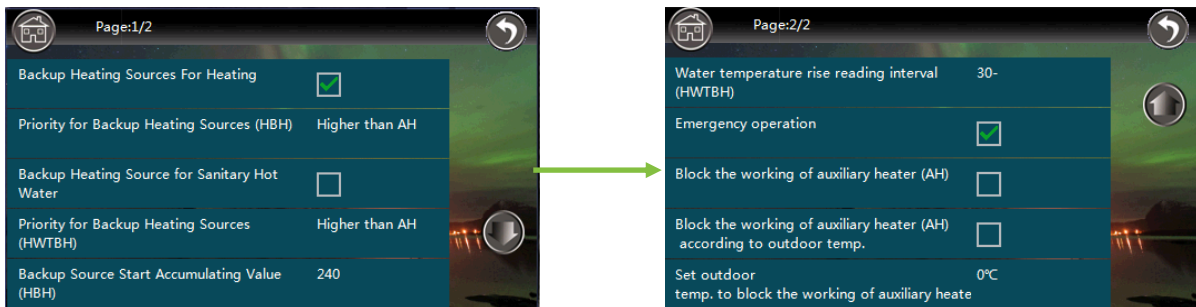 Page:1/2
Backup Heating Sources For Heating
Priority for Backup Heating Sources (HBH) Higher than AH
Backup Heating Source for Sanitary Hot
Water
Priority for Backup Heating Sources Higher than AH
(HWTBH)
Backup Source Start Accumulating Value 240
(HBH)
Page:2/2
Water temperature rise reading interval 30-
(HWTBH)
Emergency operation
Block the working of auxiliary heater (AH)
Block the working of auxiliary heater (AH)
according to outdoor temp.
Set outdoor 0℃
temp. to block the working of auxiliary heate